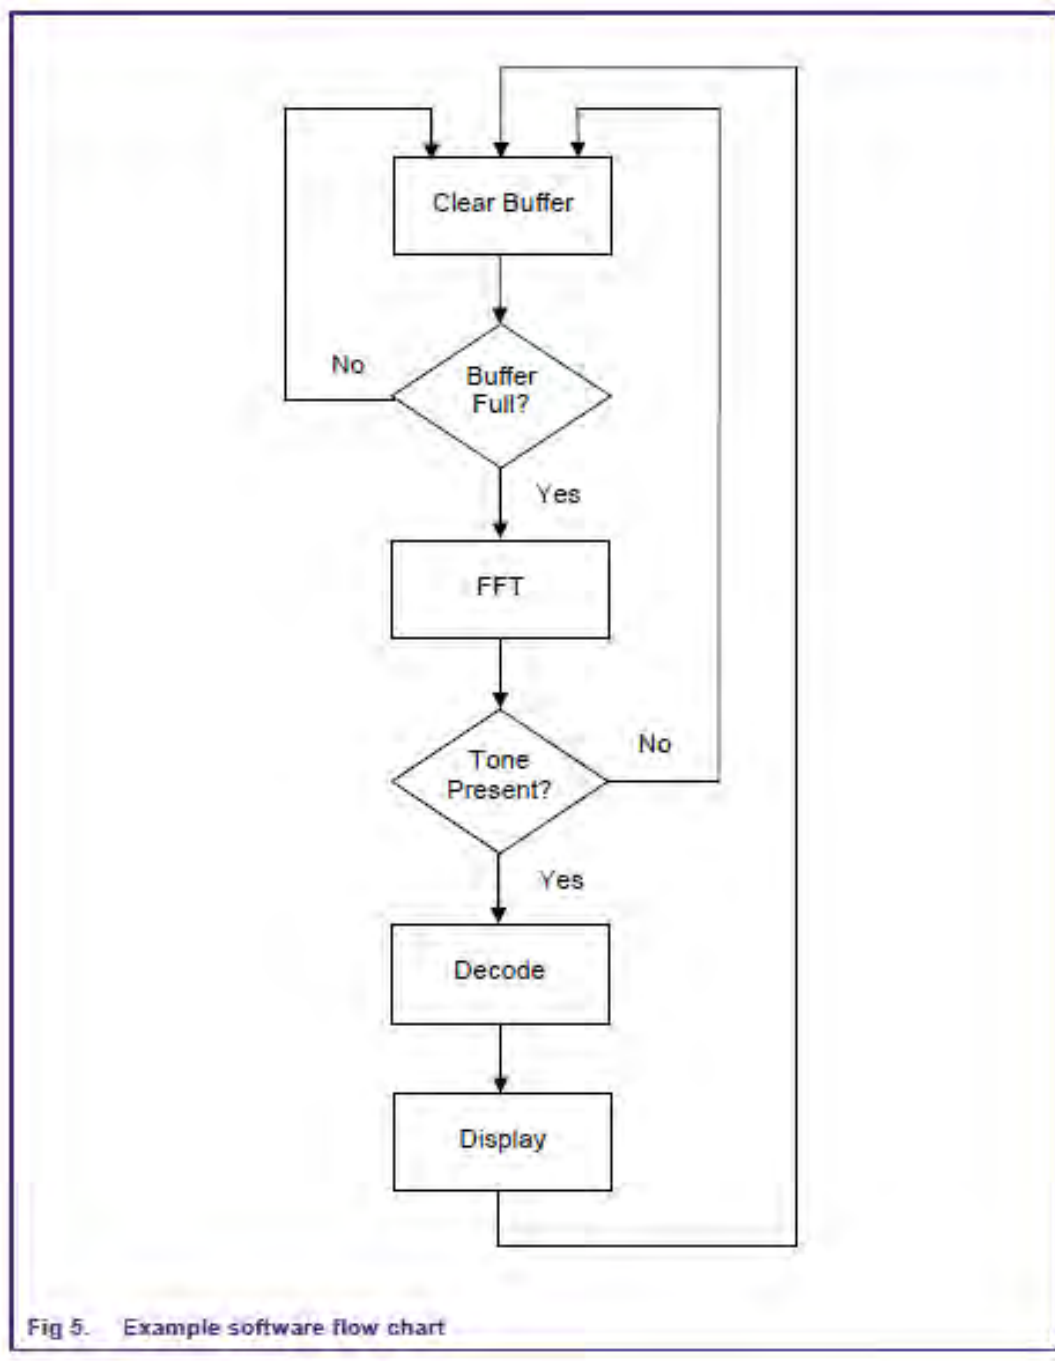 Clear Buffer
No
Buffer
Full?
Yes
FFT
No
Tone
Present?
Yes
Decode
Display
Fig 5. Example software flow chart